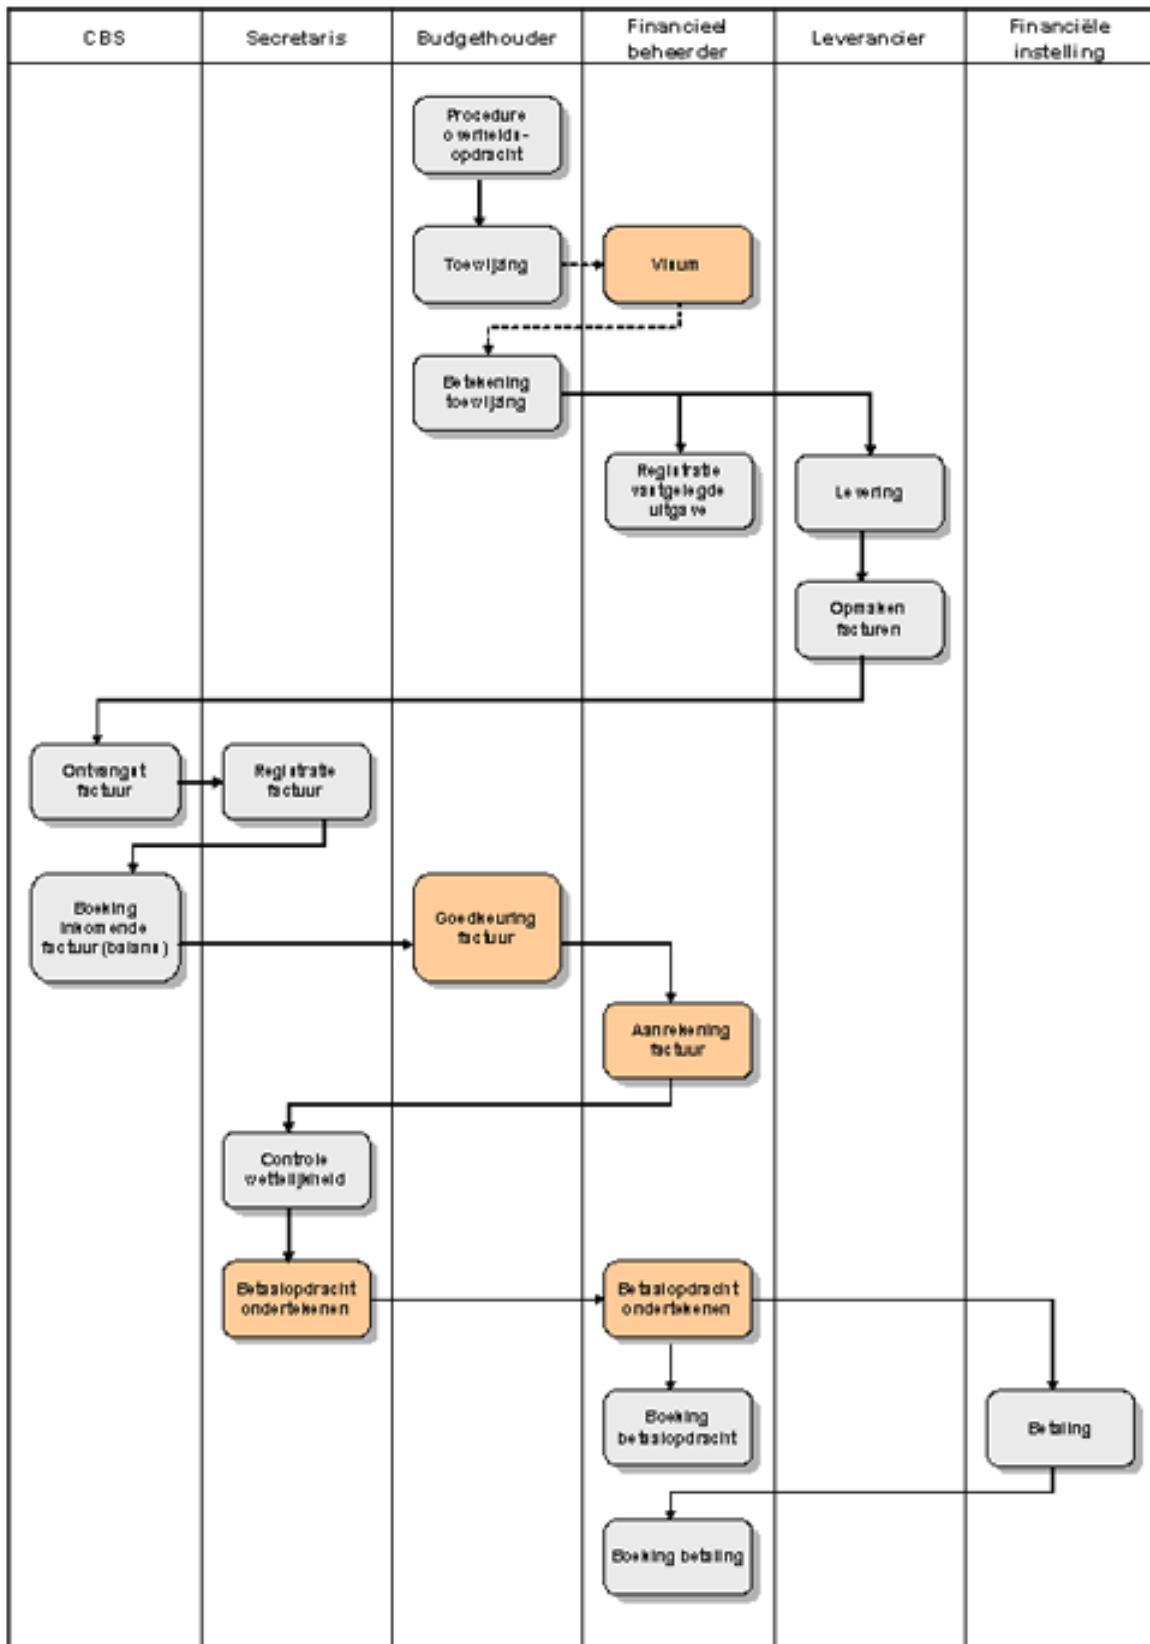 CBS
Secretaris
Budgethouder
Financieel
beheerder
Leverancier
Financiële
instelling
Procedure
overheids-
opdracht
Toewijzing
Visum
Betekening
toewijzing
Registratie
vastgelegde
uitgave
Levering
Opmaken
facturen
Ontvangst
factuur
Registratie
factuur
Boeking
inkomende
factuur (balans)
Goedkeuring
factuur
Aanrekening
factuur
Controle
wettelijkheid
Betaalopdracht
ondertekenen
Betaalopdracht
ondertekenen
Boeking
betaalopdracht
Betaling
Boeking betaling